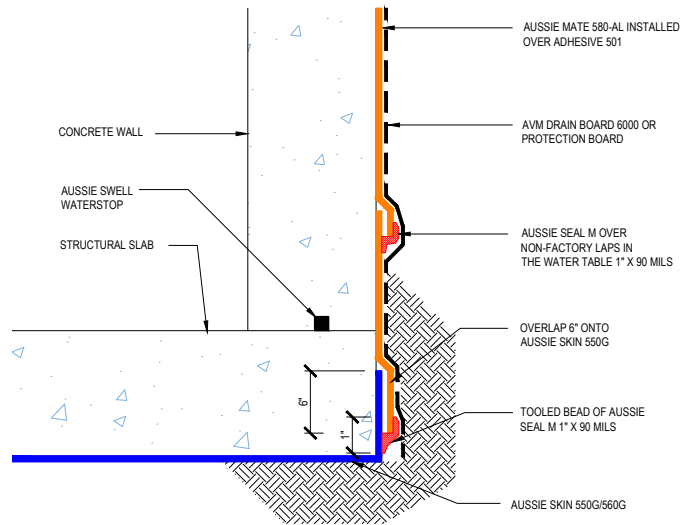 AUSSIE MATE 580-AL INSTALLED
OVER ADHESIVE 501
CONCRETE WALL
AVM DRAIN BOARD 6000 OR
PROTECTION BOARD
AUSSIE SWELL
WATERSTOP
STRUCTURAL SLAB
AUSSIE SEAL M OVER
NON-FACTORY LAPS IN
THE WATER TABLE 1" X 90 MILS
OVERLAP 6" ONTO
AUSSIE SKIN 550G
6"
1"
TOOLED BEAD OF AUSSIE
SEAL M 1" X 90 MILS
AUSSIE SKIN 550G/560G